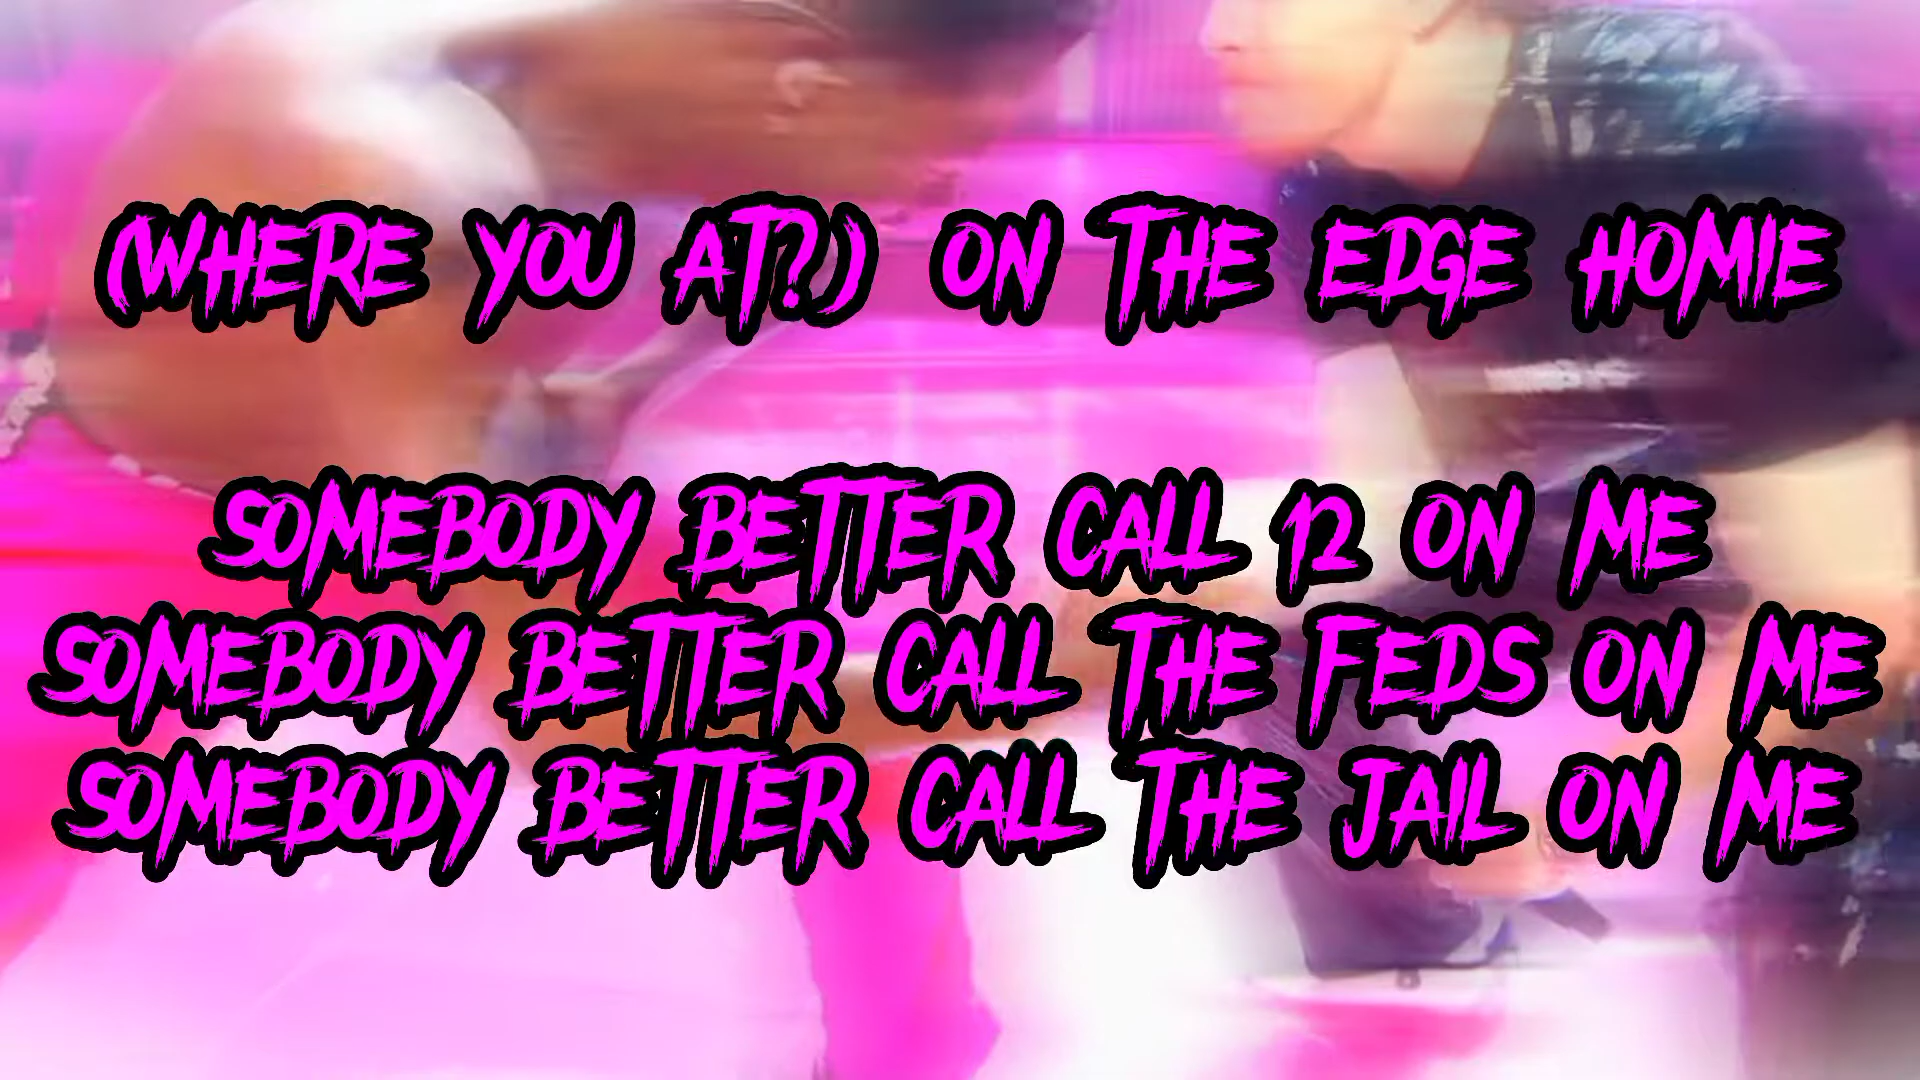 (WHERE YOU AT?) ON THE EDGE HOMIE
SOMEBODY BETTER CALL 12 ON ME
SOMEBODY BETTER CALL THE FEDS ON ME
SOMEBODY BETTER CALL THE JAIL ON ME